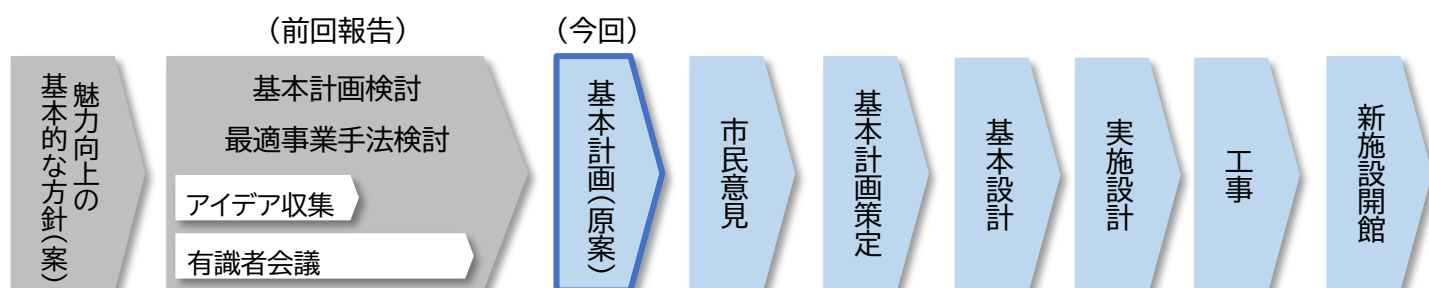 （前回報告）
（今回）
魅力向上の
基本的な方針（案）
基本計画検討
最適事業手法検討
アイデア収集
有識者会議
基本計画（原案）
市民意見
基本計画策定
基本設計
実施設計
工事
新施設開館